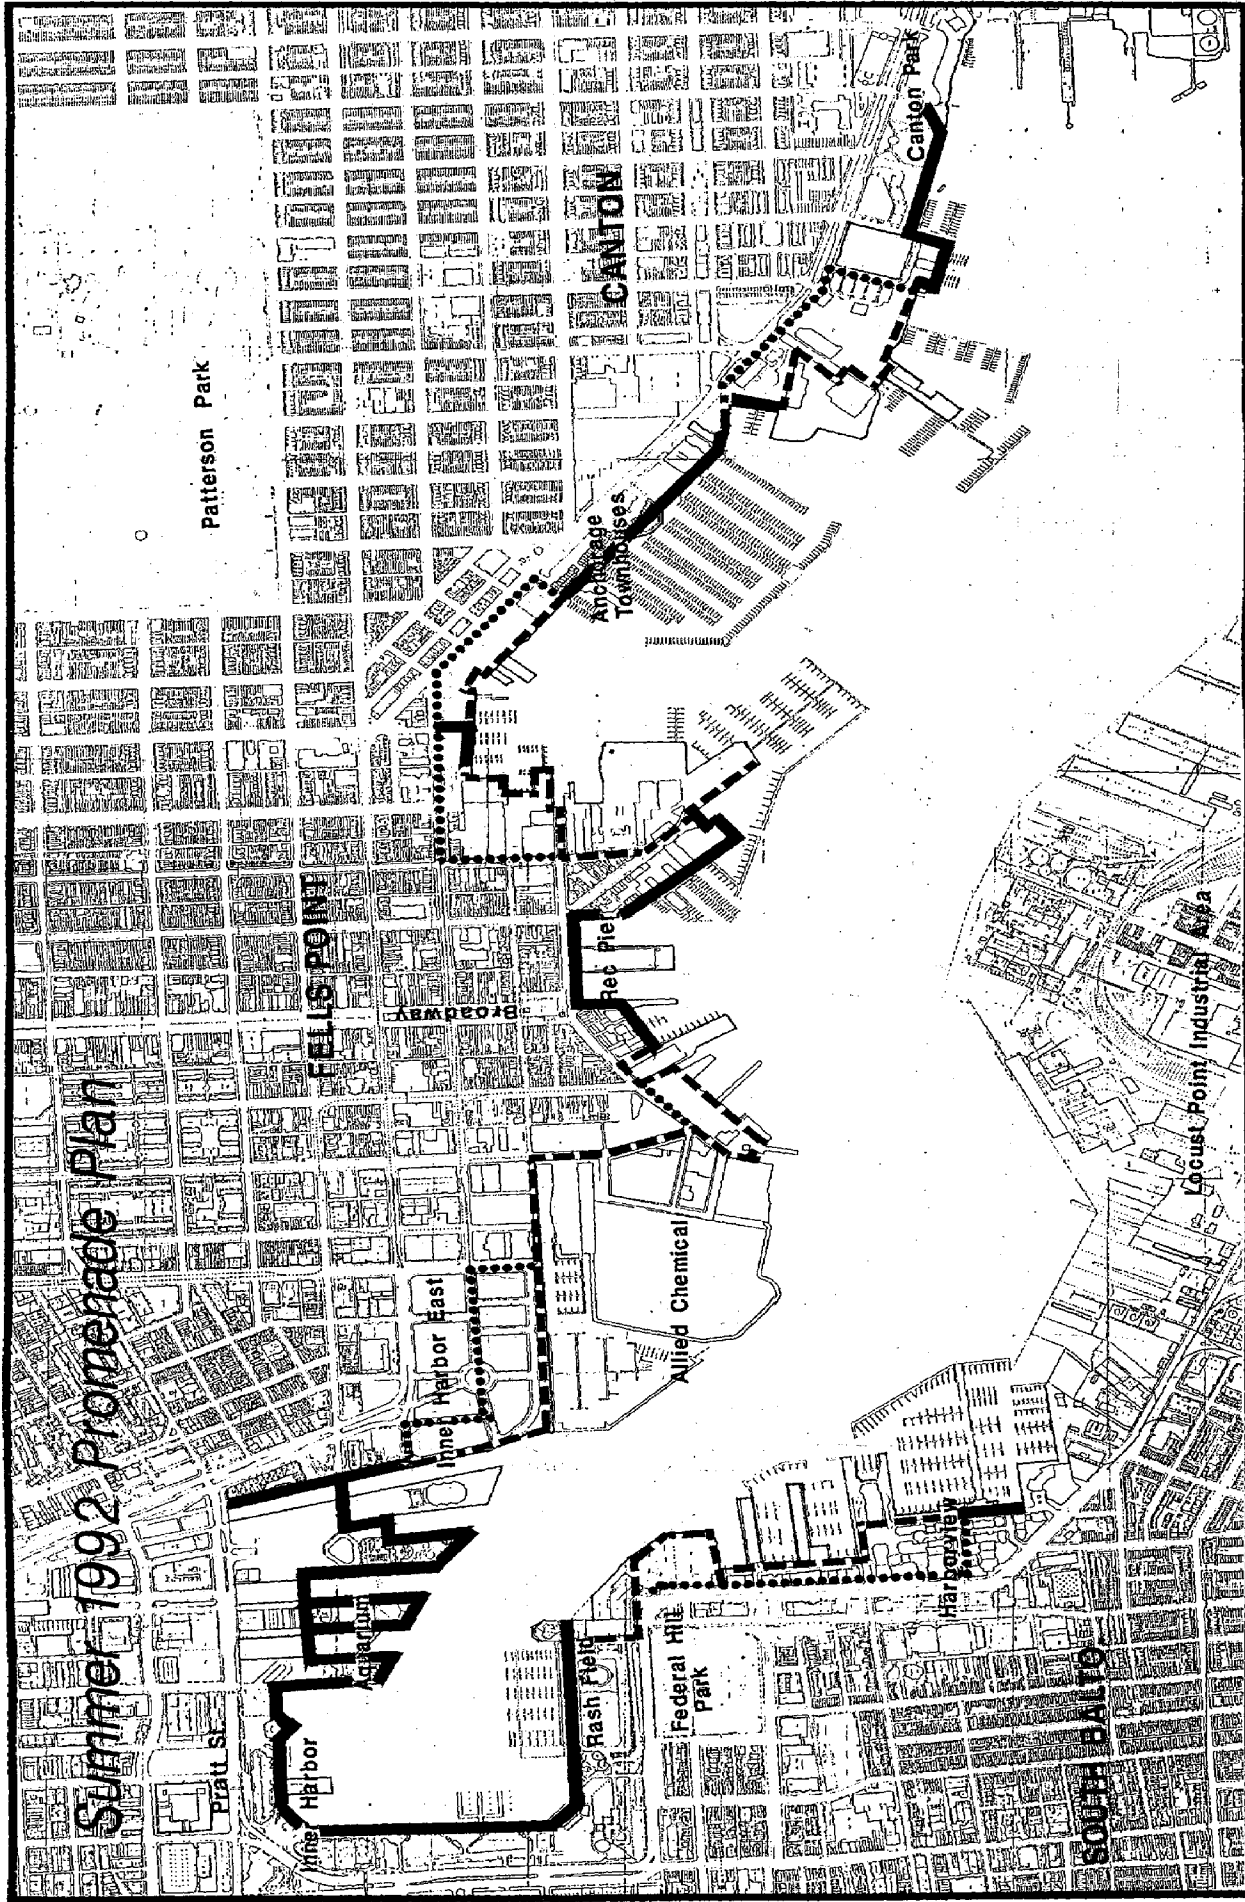 Summer 1992 Promenade Plan
Patterson Park
CANTON
Canton Park
FELLS POINT
Broadway
Anchorage
Townhouses
Rec Pier
Pratt St
Inner Harbor East
Inner Harbor
Aquarium
Allied Chemical
Rash Field
Federal Hill
Park
Harborview
Locust Point Industrial Area
SOUTH BALTO.